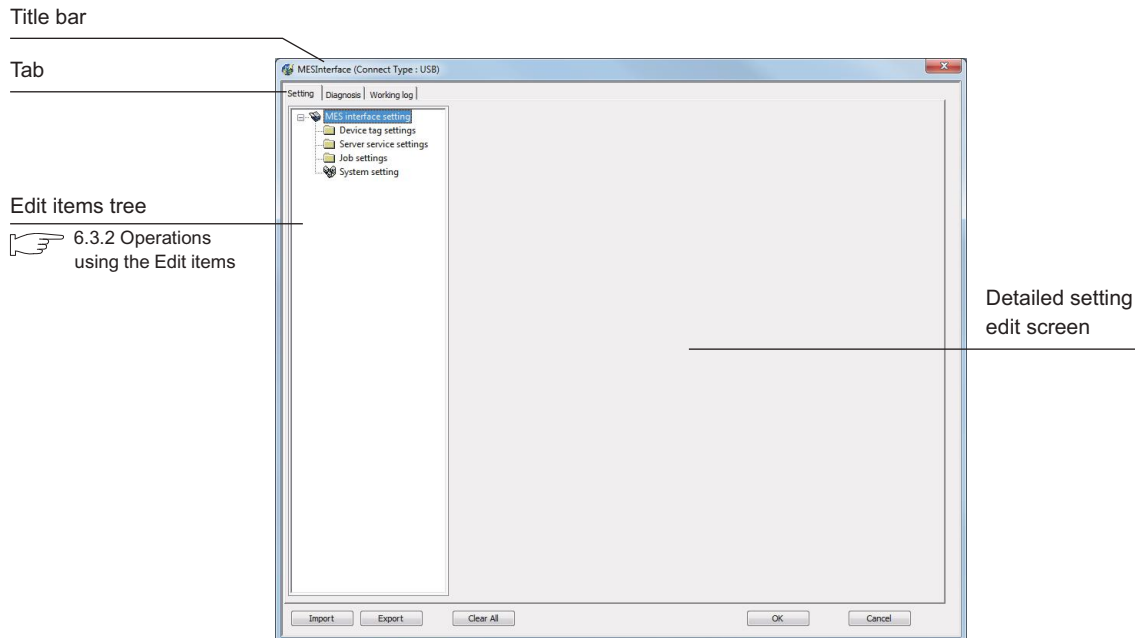 Title bar
Tab
MESInterface (Connect Type : USB)
Setting Diagnosis Working log
MES interface setting
Device tag settings
Server service settings
Job settings
System setting
Edit items tree
6.3.2 Operations
using the Edit items
Detailed setting
edit screen
Import Export Clear All OK Cancel